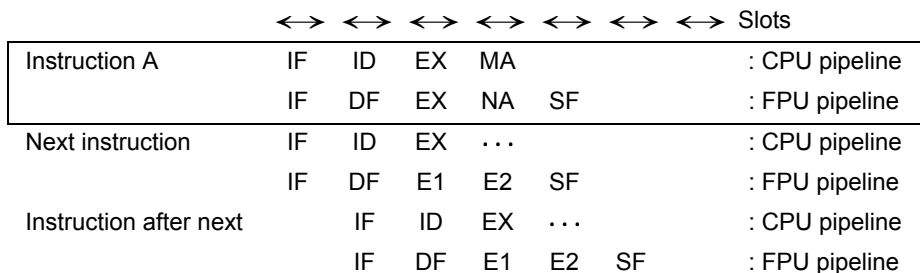 ←→ ←→ ←→ ←→ ←→ ←→ ←→ Slots
Instruction A IF ID EX MA : CPU pipeline
IF DF EX NA SF : FPU pipeline
Next instruction IF ID EX ··· : CPU pipeline
IF DF E1 E2 SF : FPU pipeline
Instruction after next IF ID EX ··· : CPU pipeline
IF DF E1 E2 SF : FPU pipeline